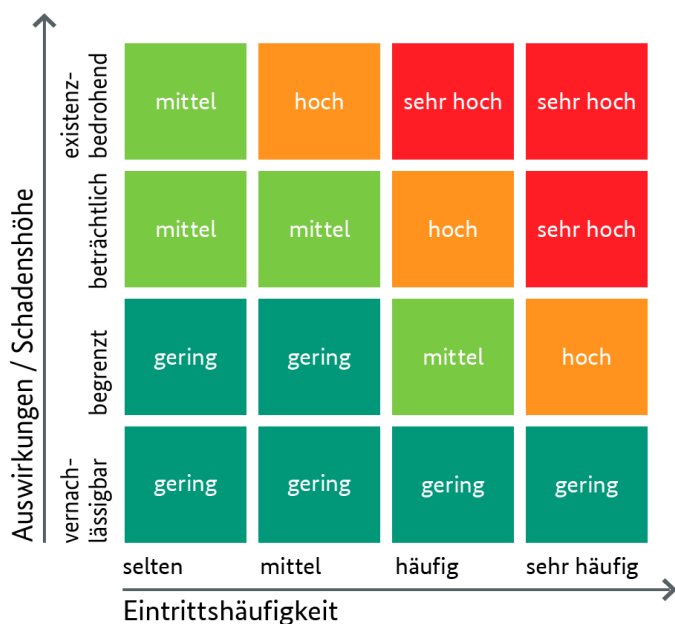 Auswirkungen / Schadenshöhe
existenz-
bedrohend
mittel
hoch
sehr hoch
sehr hoch
beträchtlich
mittel
mittel
hoch
sehr hoch
begrenzt
gering
gering
mittel
hoch
vernach-
lässigbar
gering
gering
gering
gering
selten
mittel
häufig
sehr häufig
Eintrittshäufigkeit